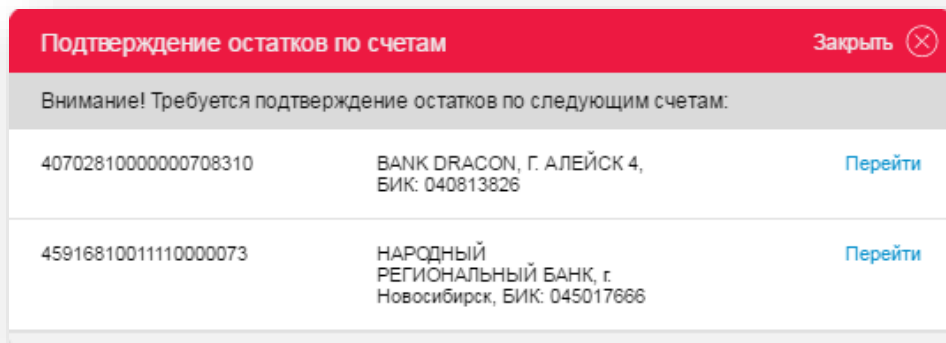 Подтверждение остатков по счетам Закрыть
Внимание! Требуется подтверждение остатков по следующим счетам:
40702810000000708310 BANK DRACON, Г. АЛЕЙСК 4, Перейти
БИК: 040813826
45916810011110000073 НАРОДНЫЙ Перейти
РЕГИОНАЛЬНЫЙ БАНК, г.
Новосибирск, БИК: 045017666